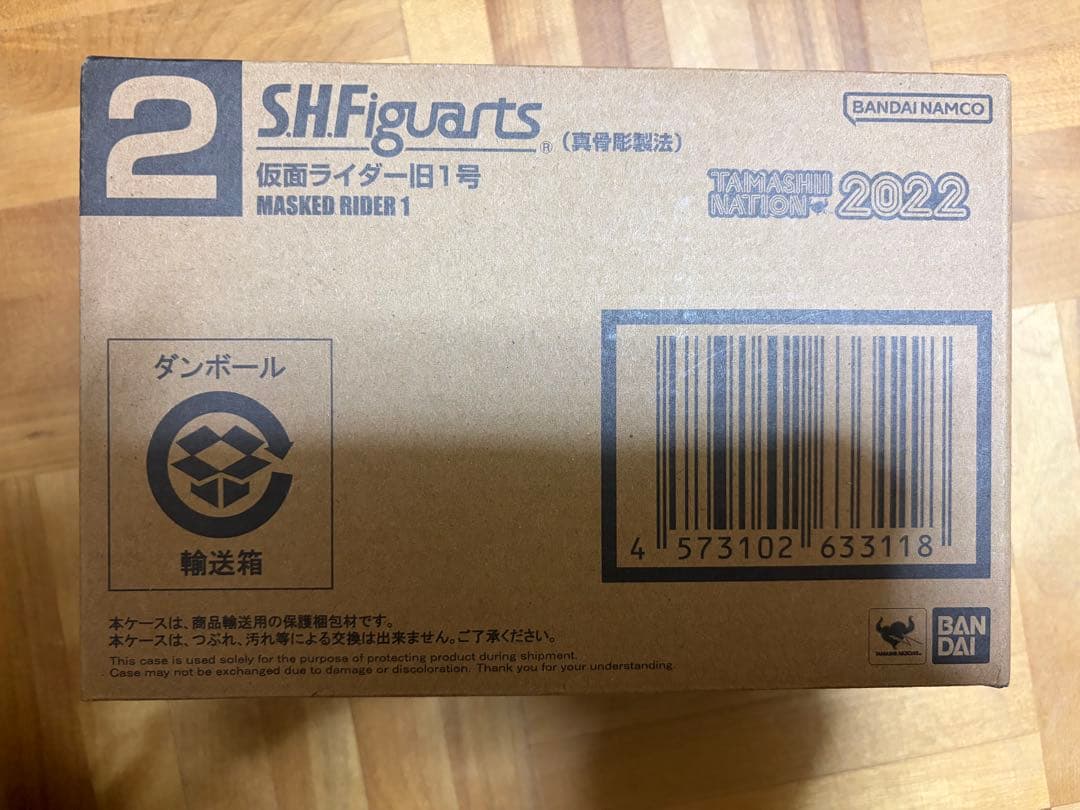 2
S.H.Figuarts® (真骨彫製法)
BANDAI NAMCO
仮面ライダー旧1号
MASKED RIDER 1
TAMASHII
NATION 2022
ダンボール
輸送箱
4 573102 633118
本ケースは、商品輸送用の保護梱包材です。
本ケースは、つぶれ、汚れ等による交換は出来ません。ご了承ください。
This case is used solely for the purpose of protecting product during shipment.
Case may not be exchanged due to damage or discoloration. Thank you for your understanding.
TAMASHII NATIONS
BAN
DAI